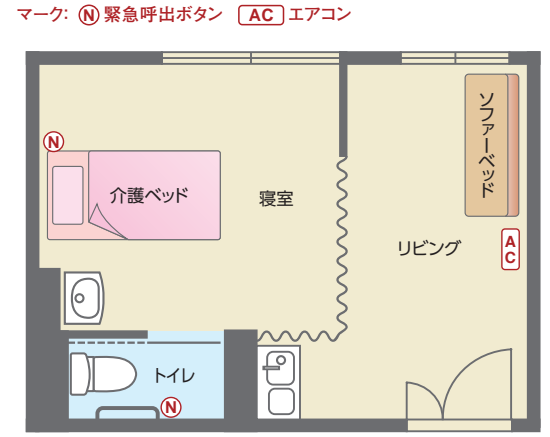 マーク: N 緊急呼出ボタン AC エアコン
N
ソファーベッド
介護ベッド
寝室
リビング
AC
トイレ
N